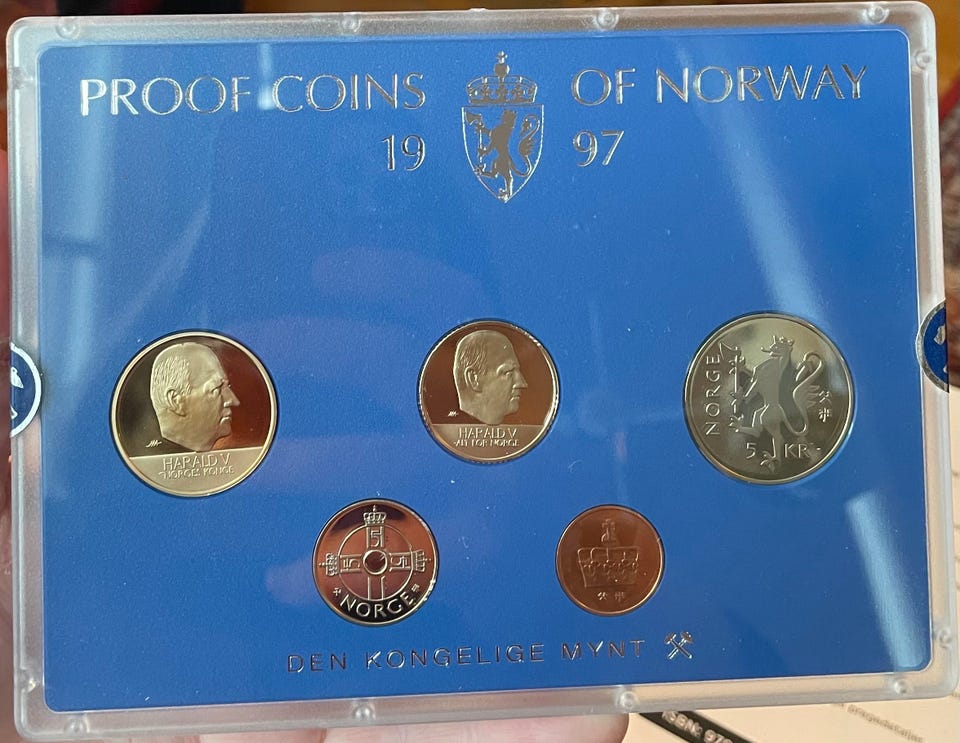 PROOF COINS OF NORWAY
19 97
HARALD V
NORGES KONGE
HARALD V
ALT FOR NORGE
NORGE
5 KR
NORGE
DEN KONGELIGE MYNT